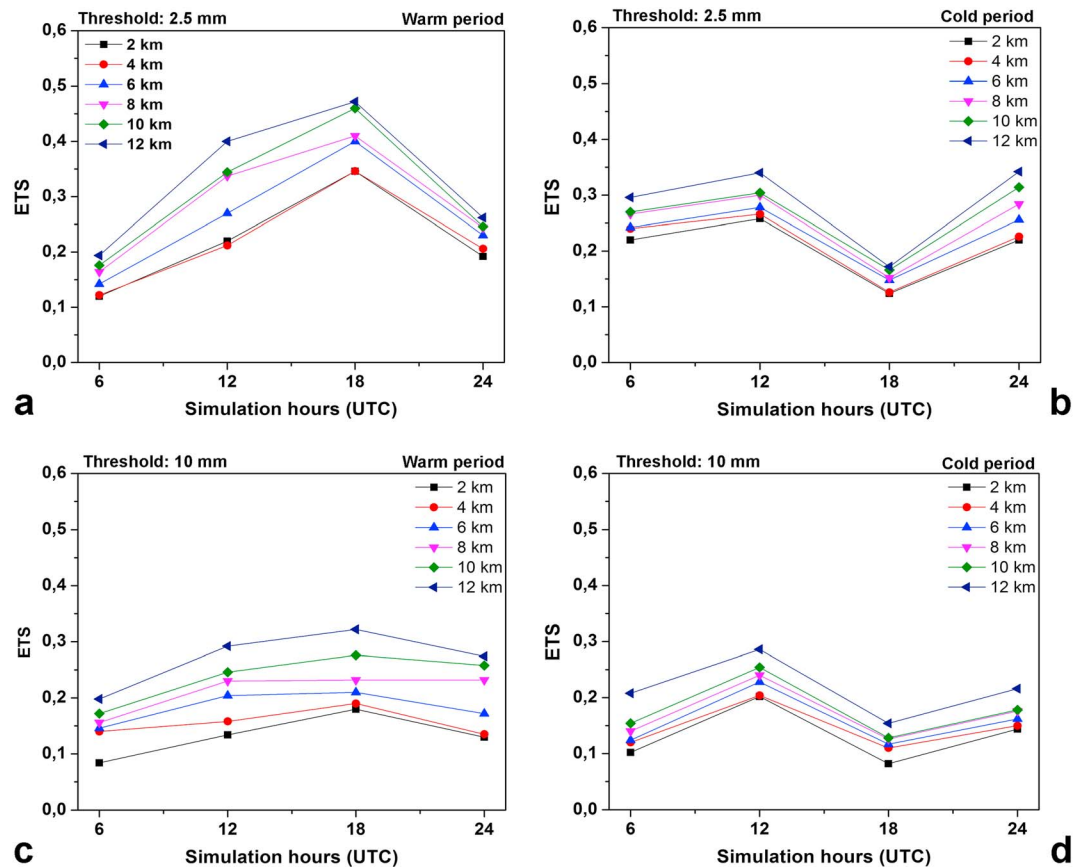 Threshold: 2.5 mm Warm period
0,6
0,5
0,4
0,3
0,2
0,1
0,0
ETS
2 km
4 km
6 km
8 km
10 km
12 km
6 12 18 24
Simulation hours (UTC)
a
Threshold: 2.5 mm Cold period
0,6
0,5
0,4
0,3
0,2
0,1
0,0
ETS
2 km
4 km
6 km
8 km
10 km
12 km
6 12 18 24
Simulation hours (UTC)
b
Threshold: 10 mm Warm period
0,6
0,5
0,4
0,3
0,2
0,1
0,0
ETS
2 km
4 km
6 km
8 km
10 km
12 km
6 12 18 24
Simulation hours (UTC)
c
Threshold: 10 mm Cold period
0,6
0,5
0,4
0,3
0,2
0,1
0,0
ETS
2 km
4 km
6 km
8 km
10 km
12 km
6 12 18 24
Simulation hours (UTC)
d